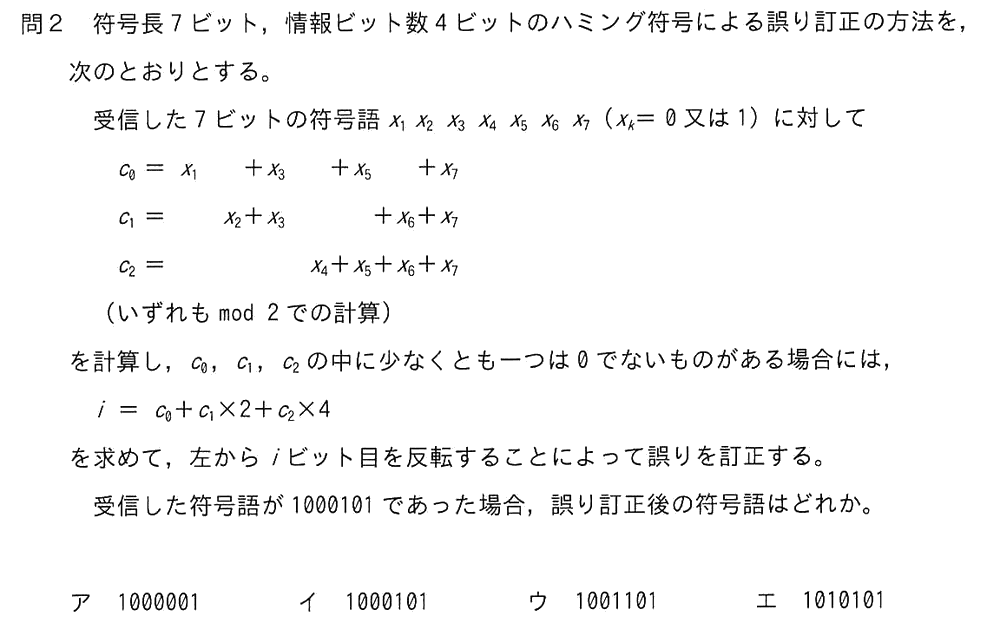 問2 符号長7ビット,情報ビット数4ビットのハミング符号による誤り訂正の方法を,
次のとおりとする。
受信した7ビットの符号語 x₁ x₂ x₃ x₄ x₅ x₆ x₇(xₖ= 0又は1)に対して
c₀ = x₁ +x₃ +x₅ +x₇
c₁ = x₂+x₃ +x₆+x₇
c₂ = x₄+x₅+x₆+x₇
(いずれも mod 2での計算)
を計算し,c₀,c₁,c₂の中に少なくとも一つは0でないものがある場合には,
i = c₀+c₁×2+c₂×4
を求めて,左から i ビット目を反転することによって誤りを訂正する。
受信した符号語が1000101であった場合,誤り訂正後の符号語はどれか。
ア 1000001 イ 1000101 ウ 1001101 エ 1010101